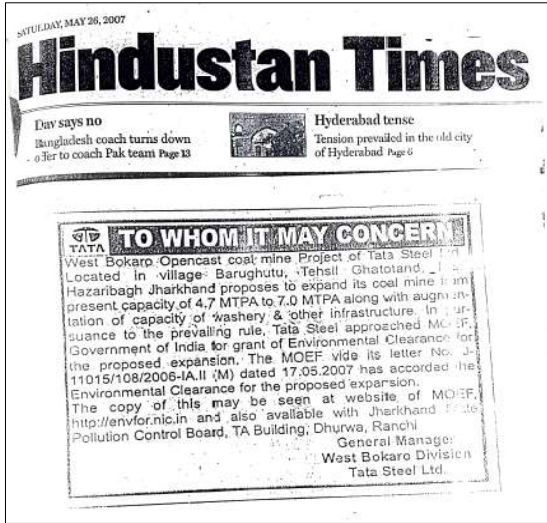 SATURDAY, MAY 26, 2007
Hindustan Times
Dav says no
Bangladesh coach turns down
offer to coach Pak team Page 13
Hyderabad tense
Tension prevailed in the old city
of Hyderabad Page 6
TATA
TO WHOM IT MAY CONCERN
West Bokaro Opencast coal mine Project of Tata Steel Ltd
Located in village Barughutu, Tehsil Ghatotand,
Hazaribagh Jharkhand proposes to expand its coal mine from
present capacity of 4.7 MTPA to 7.0 MTPA along with augmen-
tation of capacity of washery & other infrastructure. In pur-
suance to the prevailing rule, Tata Steel approached MOEF,
Government of India for grant of Environmental Clearance for
the proposed expansion. The MOEF vide its letter No. J-
11015/108/2006-IA.II (M) dated 17.05.2007 has accorded the
Environmental Clearance for the proposed expansion.
The copy of this may be seen at website of MOEF,
http://envfor.nic.in and also available with Jharkhand State
Pollution Control Board, TA Building, Dhurwa, Ranchi
General Manager
West Bokaro Division
Tata Steel Ltd.